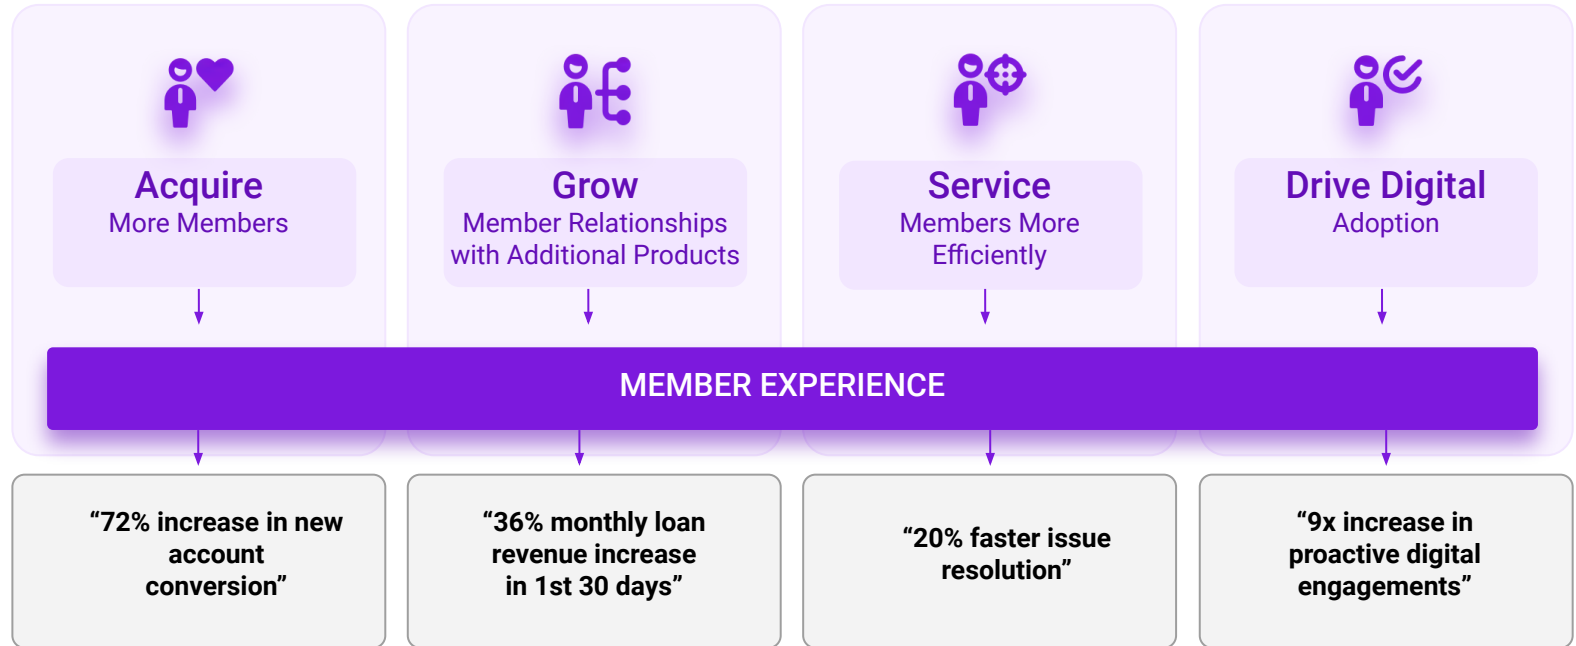 Acquire
More Members
Grow
Member Relationships
with Additional Products
Service
Members More
Efficiently
Drive Digital
Adoption
MEMBER EXPERIENCE
“72% increase in new
account
conversion”
“36% monthly loan
revenue increase
in 1st 30 days”
“20% faster issue
resolution”
“9x increase in
proactive digital
engagements”